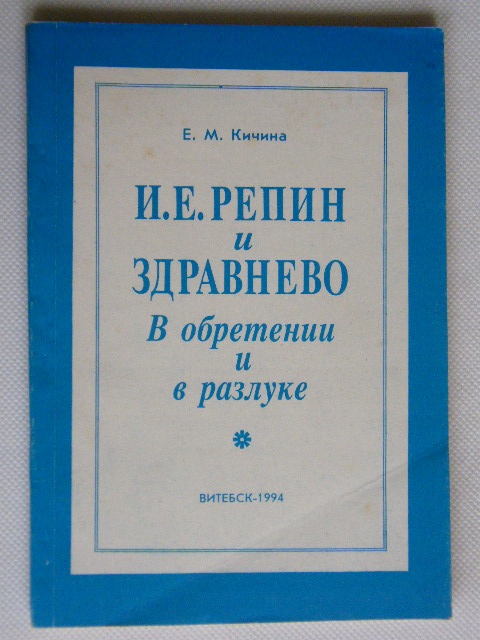 Е. М. Кичина
И.Е. РЕПИН
и
ЗДРАВНЕВО
В обретении
и
в разлуке
ВИТЕБСК-1994